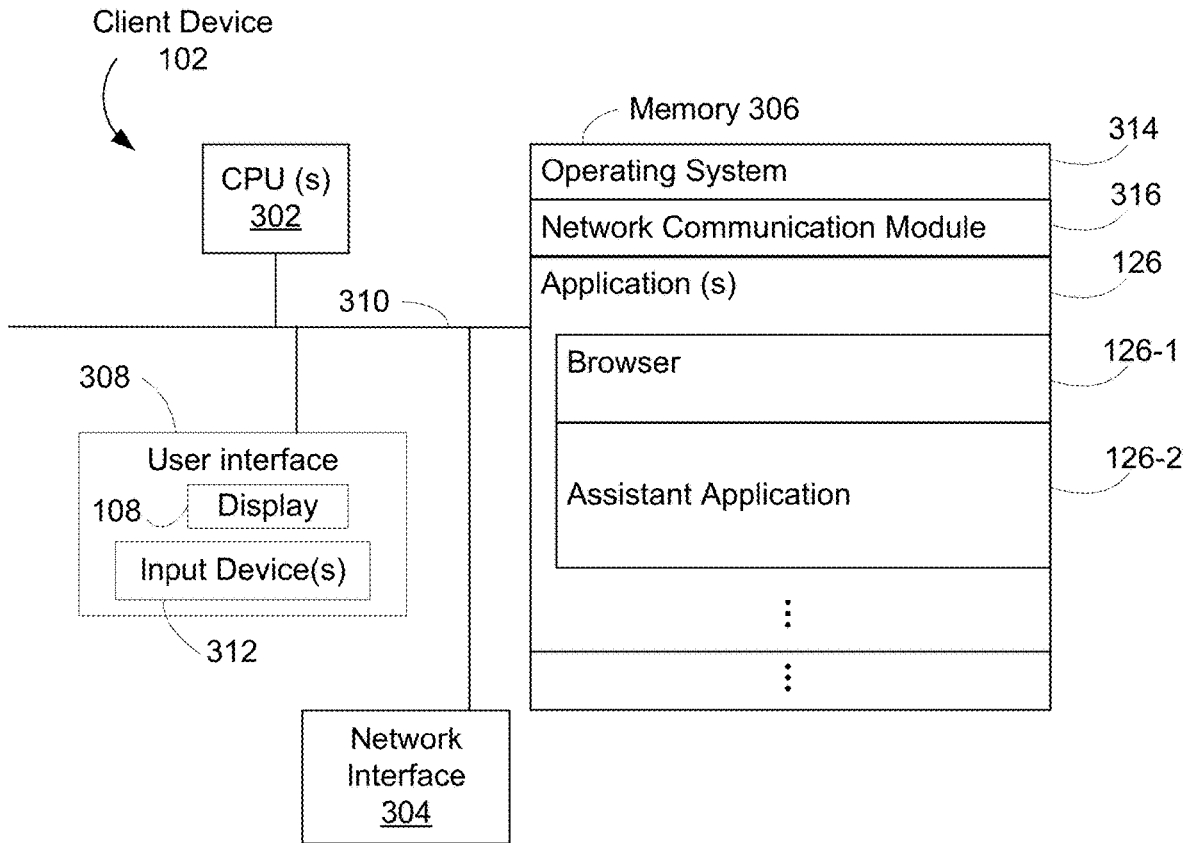 Client Device
102
CPU (s)
302
Memory 306
Operating System
314
Network Communication Module
316
Application (s)
126
Browser
126-1
Assistant Application
126-2
310
308
User interface
Display
108
Input Device(s)
312
Network
Interface
304